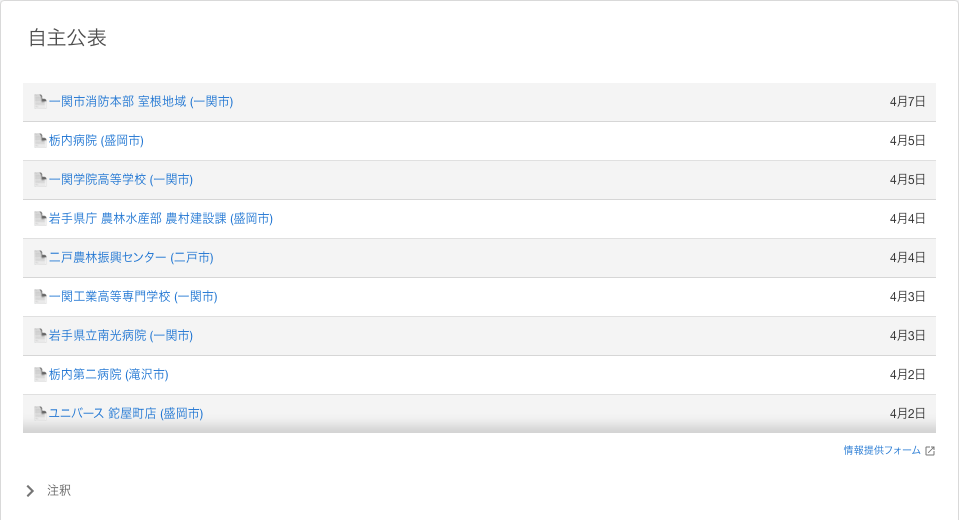 自主公表
一関市消防本部 室根地域 (一関市) 4月7日
栃内病院 (盛岡市) 4月5日
一関学院高等学校 (一関市) 4月5日
岩手県庁 農林水産部 農村建設課 (盛岡市) 4月4日
二戸農林振興センター (二戸市) 4月4日
一関工業高等専門学校 (一関市) 4月3日
岩手県立南光病院 (一関市) 4月3日
栃内第二病院 (滝沢市) 4月2日
ユニバース 鉈屋町店 (盛岡市) 4月2日
情報提供フォーム
注釈